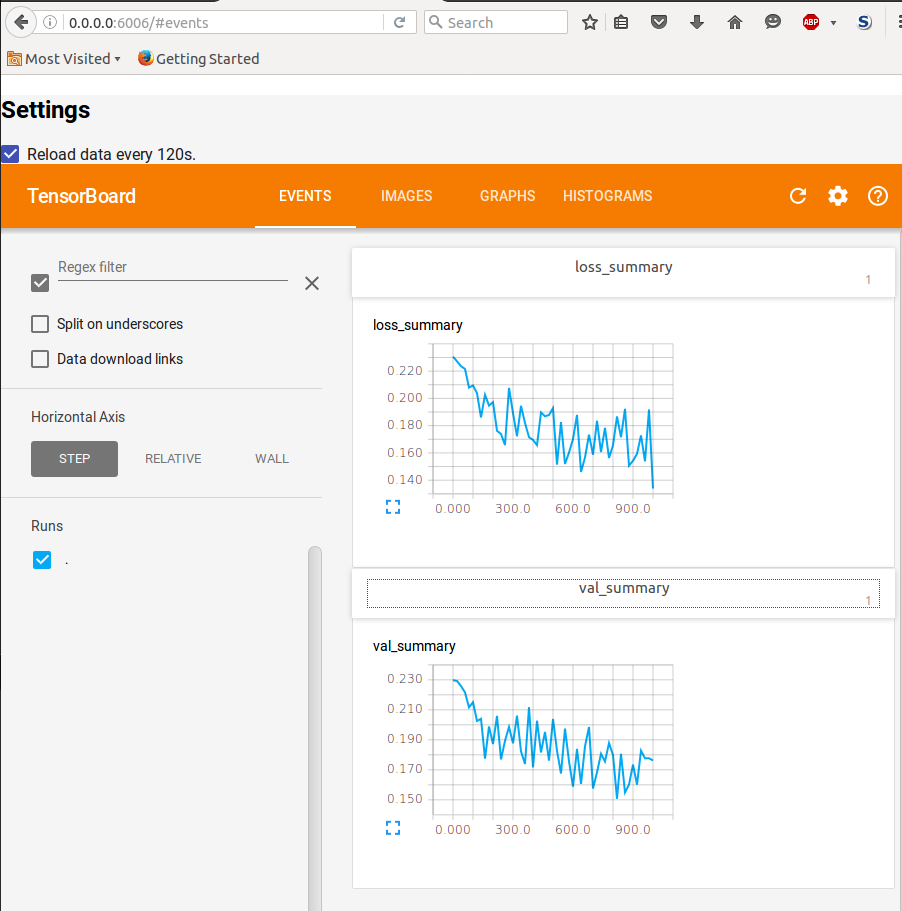 0.0.0.0:6006/#events
Search
ABP
S
Most Visited
Getting Started
Settings
Reload data every 120s.
TensorBoard
EVENTS
IMAGES
GRAPHS
HISTOGRAMS
Regex filter
Split on underscores
Data download links
Horizontal Axis
STEP
RELATIVE
WALL
Runs
.
loss_summary
1
loss_summary
0.220
0.200
0.180
0.160
0.140
0.000 300.0 600.0 900.0
val_summary
1
val_summary
0.230
0.210
0.190
0.170
0.150
0.000 300.0 600.0 900.0